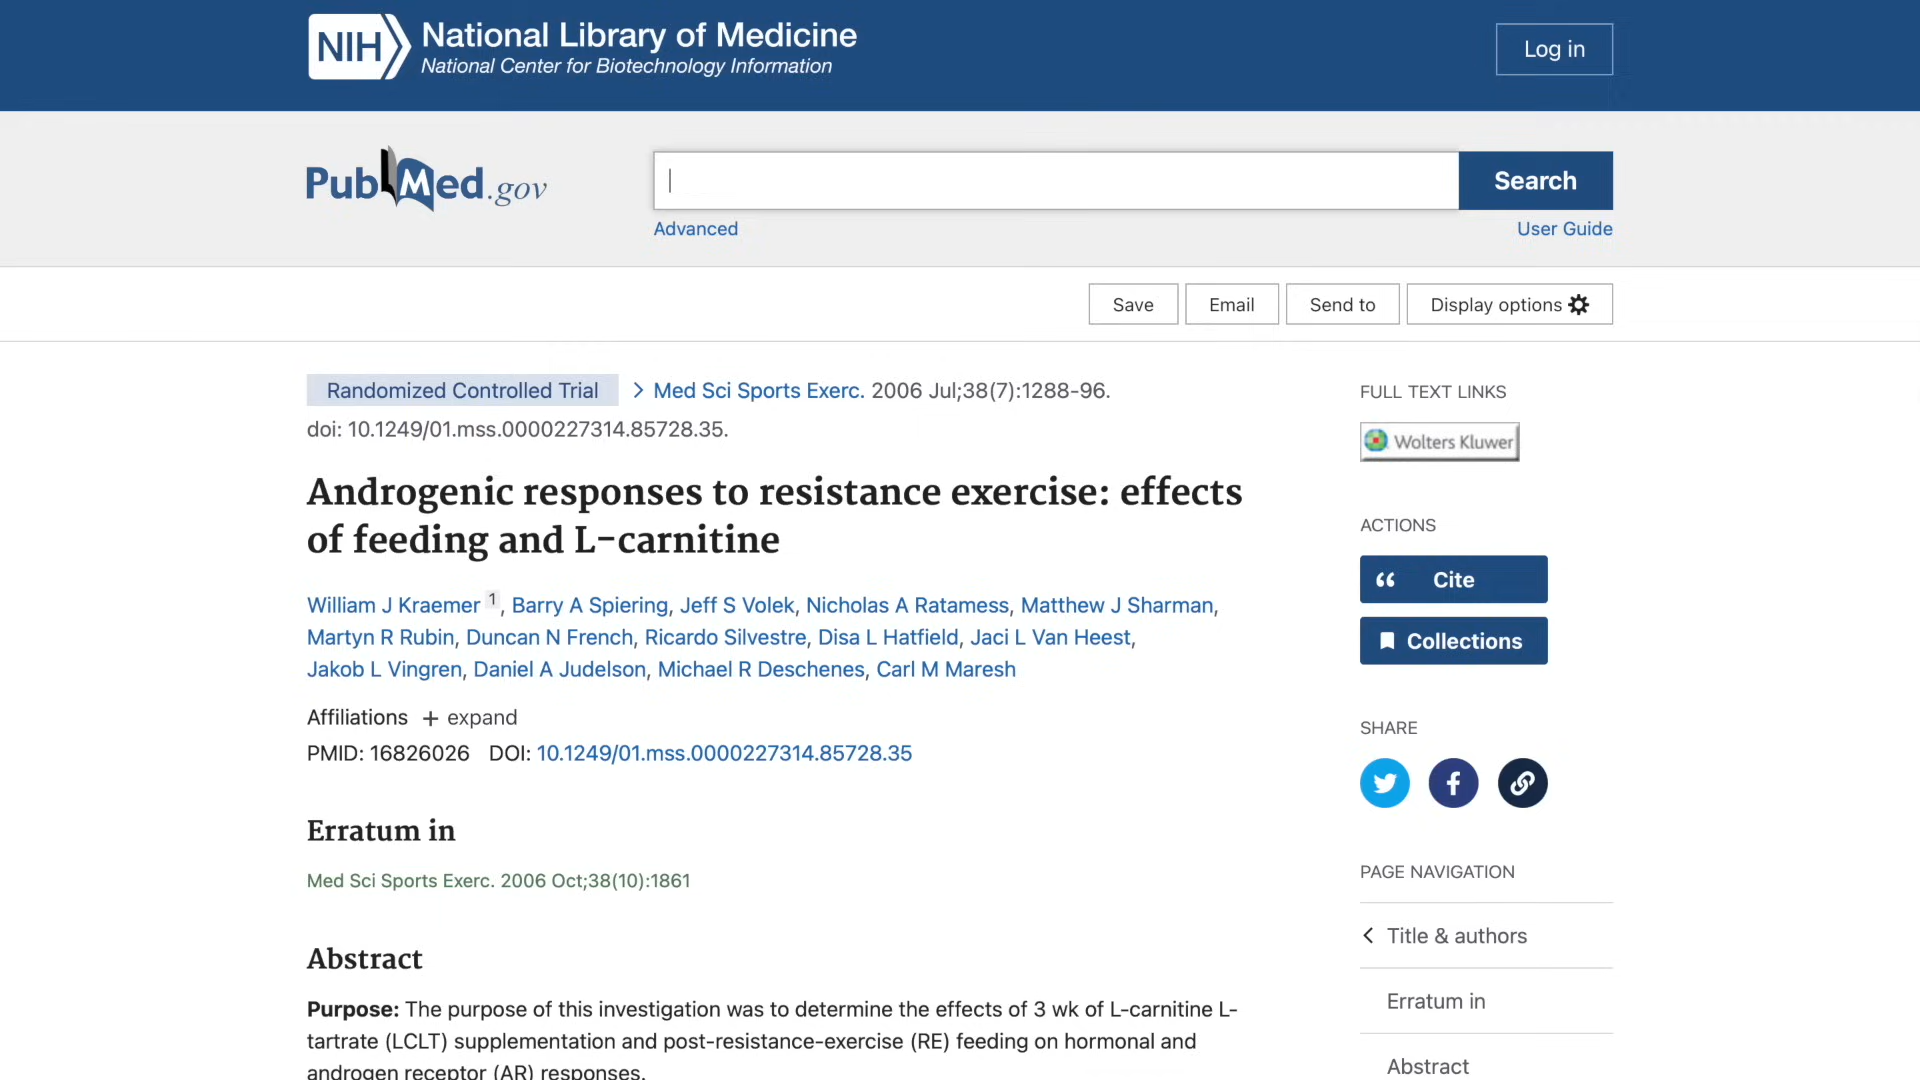 NIH National Library of Medicine
National Center for Biotechnology Information
Log in
PubMed.gov
Search
Advanced
User Guide
Save
Email
Send to
Display options
Randomized Controlled Trial
Med Sci Sports Exerc. 2006 Jul;38(7):1288-96.
doi: 10.1249/01.mss.0000227314.85728.35.
Androgenic responses to resistance exercise: effects
of feeding and L-carnitine
William J Kraemer 1, Barry A Spiering, Jeff S Volek, Nicholas A Ratamess, Matthew J Sharman,
Martyn R Rubin, Duncan N French, Ricardo Silvestre, Disa L Hatfield, Jaci L Van Heest,
Jakob L Vingren, Daniel A Judelson, Michael R Deschenes, Carl M Maresh
Affiliations + expand
PMID: 16826026 DOI: 10.1249/01.mss.0000227314.85728.35
Erratum in
Med Sci Sports Exerc. 2006 Oct;38(10):1861
Abstract
Purpose: The purpose of this investigation was to determine the effects of 3 wk of L-carnitine L-
tartrate (LCLT) supplementation and post-resistance-exercise (RE) feeding on hormonal and
androgen receptor (AR) responses.
FULL TEXT LINKS
Wolters Kluwer
ACTIONS
Cite
Collections
SHARE
PAGE NAVIGATION
Title & authors
Erratum in
Abstract